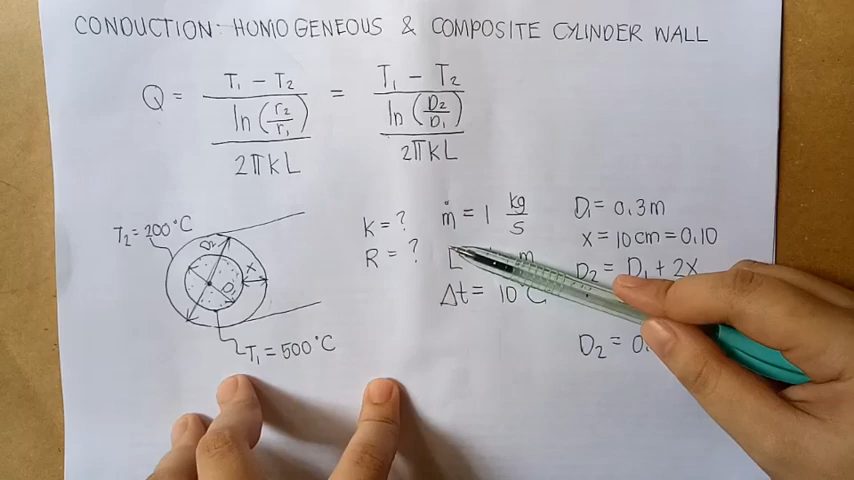 CONDUCTION: HOMOGENEOUS & COMPOSITE CYLINDER WALL
Q = T₁ - T₂ / (ln(r₂/r₁) / 2πkL) = T₁ - T₂ / (ln(D₂/D₁) / 2πkL)
T₂ = 200°C
D₂
X
D₁
T₁ = 500°C
K = ?
R = ?
ṁ = 1 kg/s
L m
Δt = 10°C
D₁ = 0.3m
x = 10cm = 0.10
D₂ = D₁ + 2x
D₂ = 0.